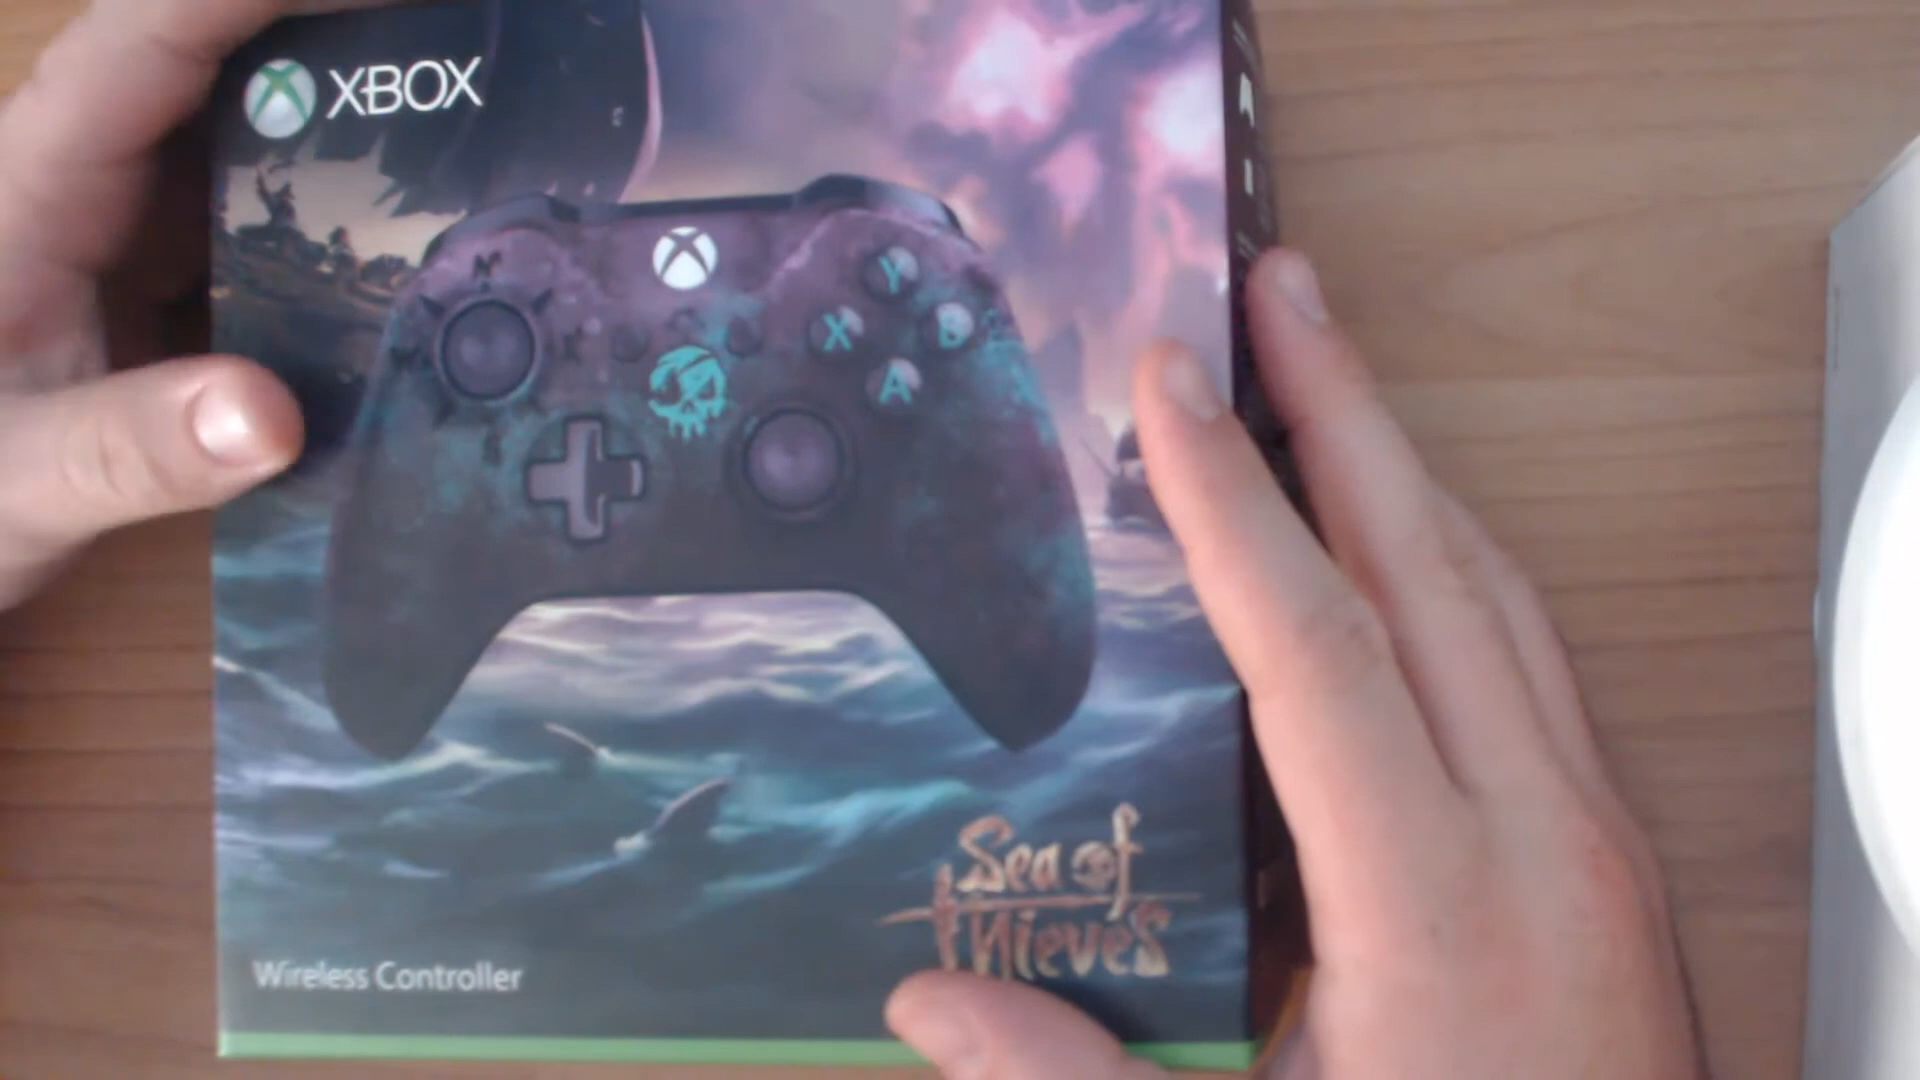 XBOX
N
Y
X
B
A
Sea of
Thieves
Wireless Controller